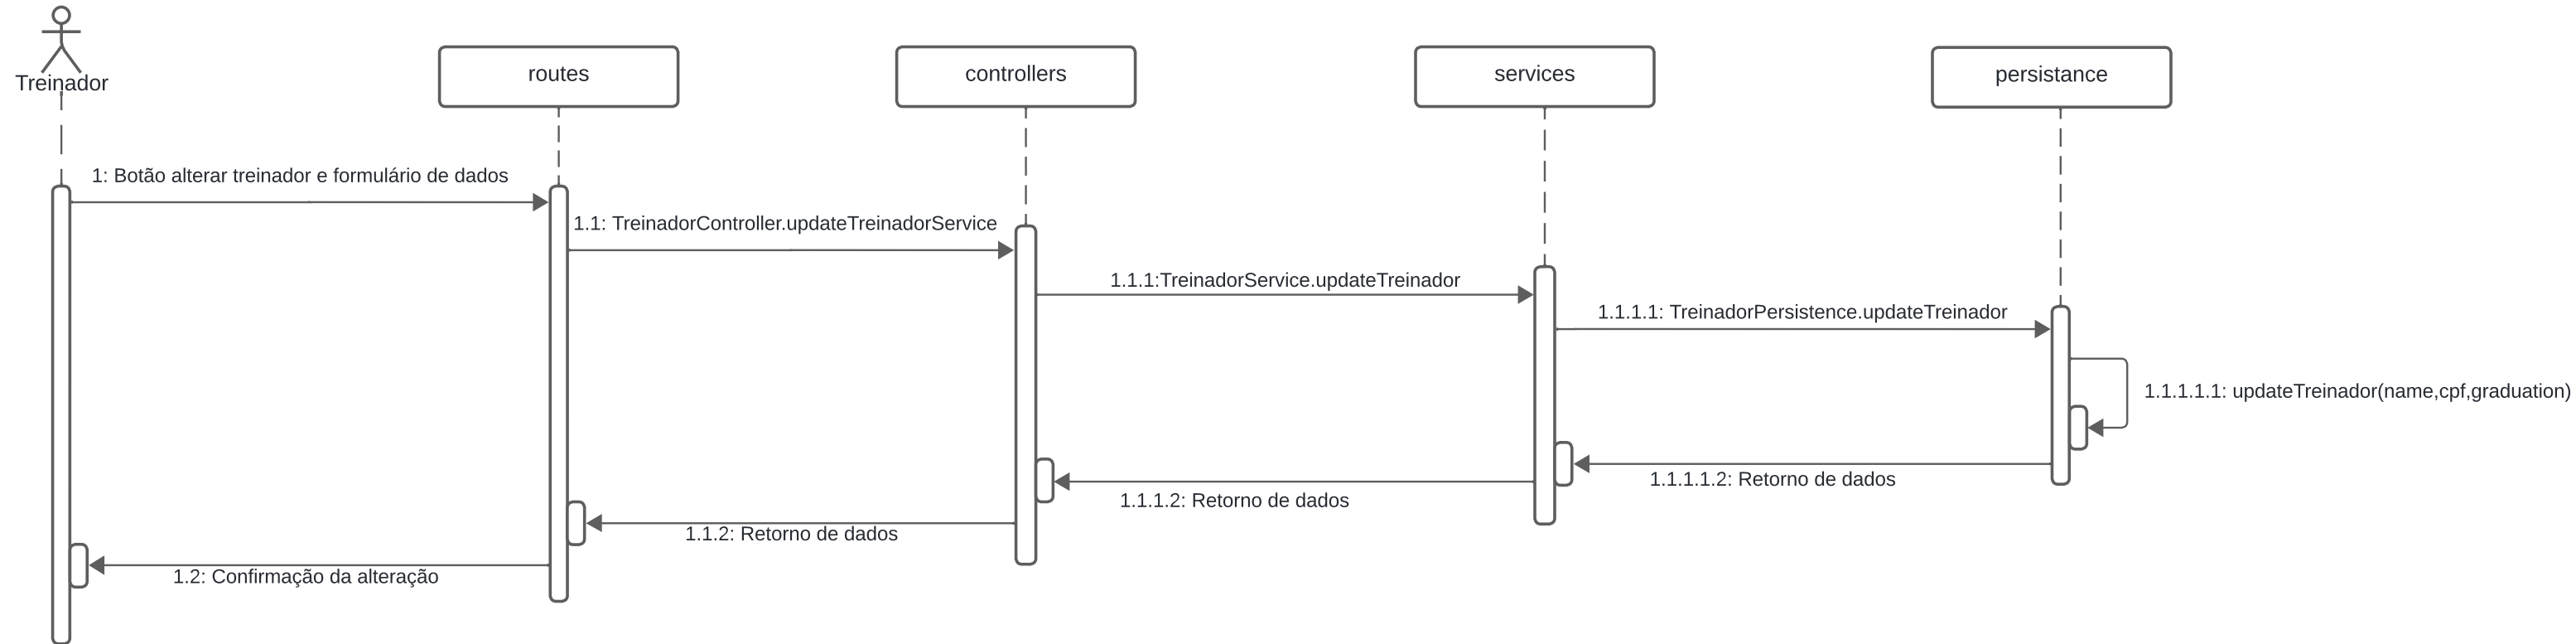 Treinador
routes
controllers
services
persistance
1: Botão alterar treinador e formulário de dados
1.1: TreinadorController.updateTreinadorService
1.1.1:TreinadorService.updateTreinador
1.1.1.1: TreinadorPersistence.updateTreinador
1.1.1.1.1: updateTreinador(name,cpf,graduation)
1.1.1.1.2: Retorno de dados
1.1.1.2: Retorno de dados
1.1.2: Retorno de dados
1.2: Confirmação da alteração